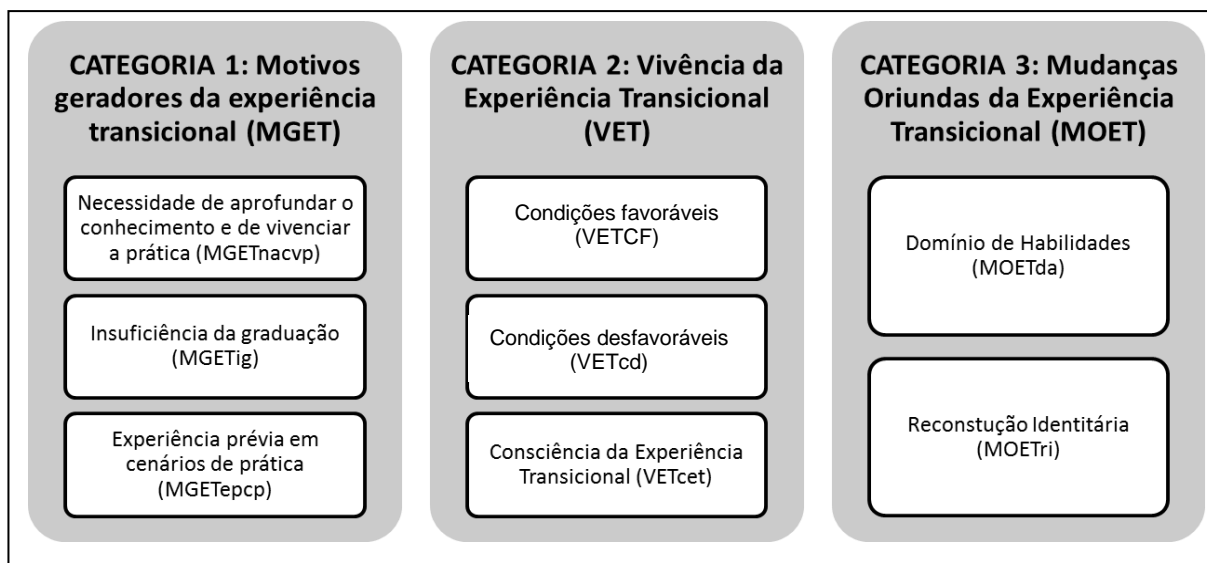 CATEGORIA 1: Motivos
geradores da experiência
transicional (MGET)
Necessidade de aprofundar o
conhecimento e de vivenciar
a prática (MGETnacvp)
Insuficiência da graduação
(MGETig)
Experiência prévia em
cenários de prática
(MGETepcp)
CATEGORIA 2: Vivência da
Experiência Transicional
(VET)
Condições favoráveis
(VETCF)
Condições desfavoráveis
(VETcd)
Consciência da Experiência
Transicional (VETcet)
CATEGORIA 3: Mudanças
Oriundas da Experiência
Transicional (MOET)
Domínio de Habilidades
(MOETda)
Reconstução Identitária
(MOETri)